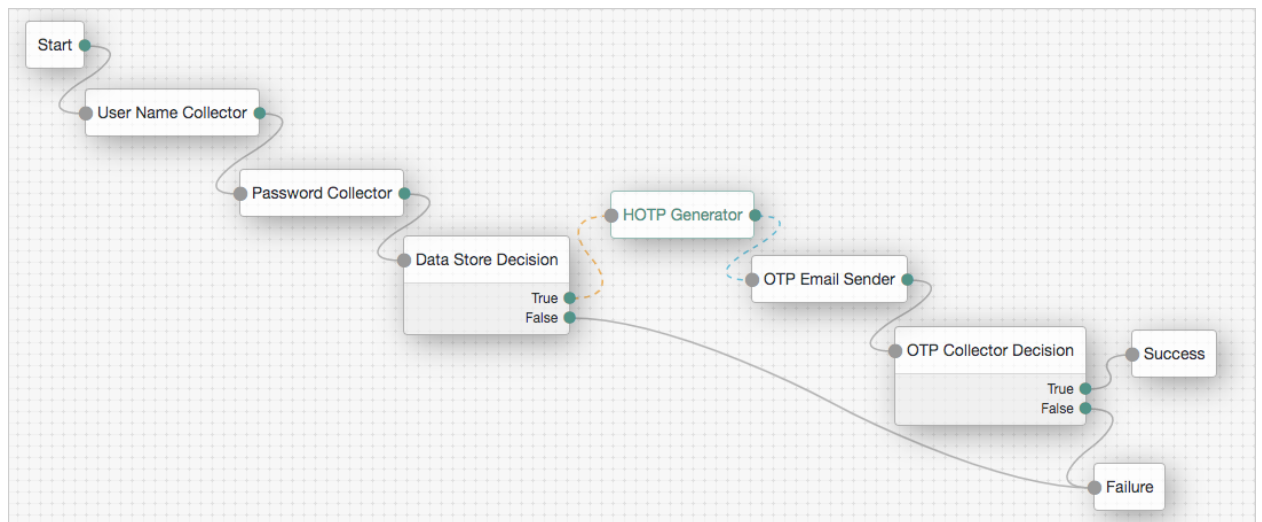 Start
User Name Collector
Password Collector
Data Store Decision
True
False
HOTP Generator
OTP Email Sender
OTP Collector Decision
True
False
Success
Failure